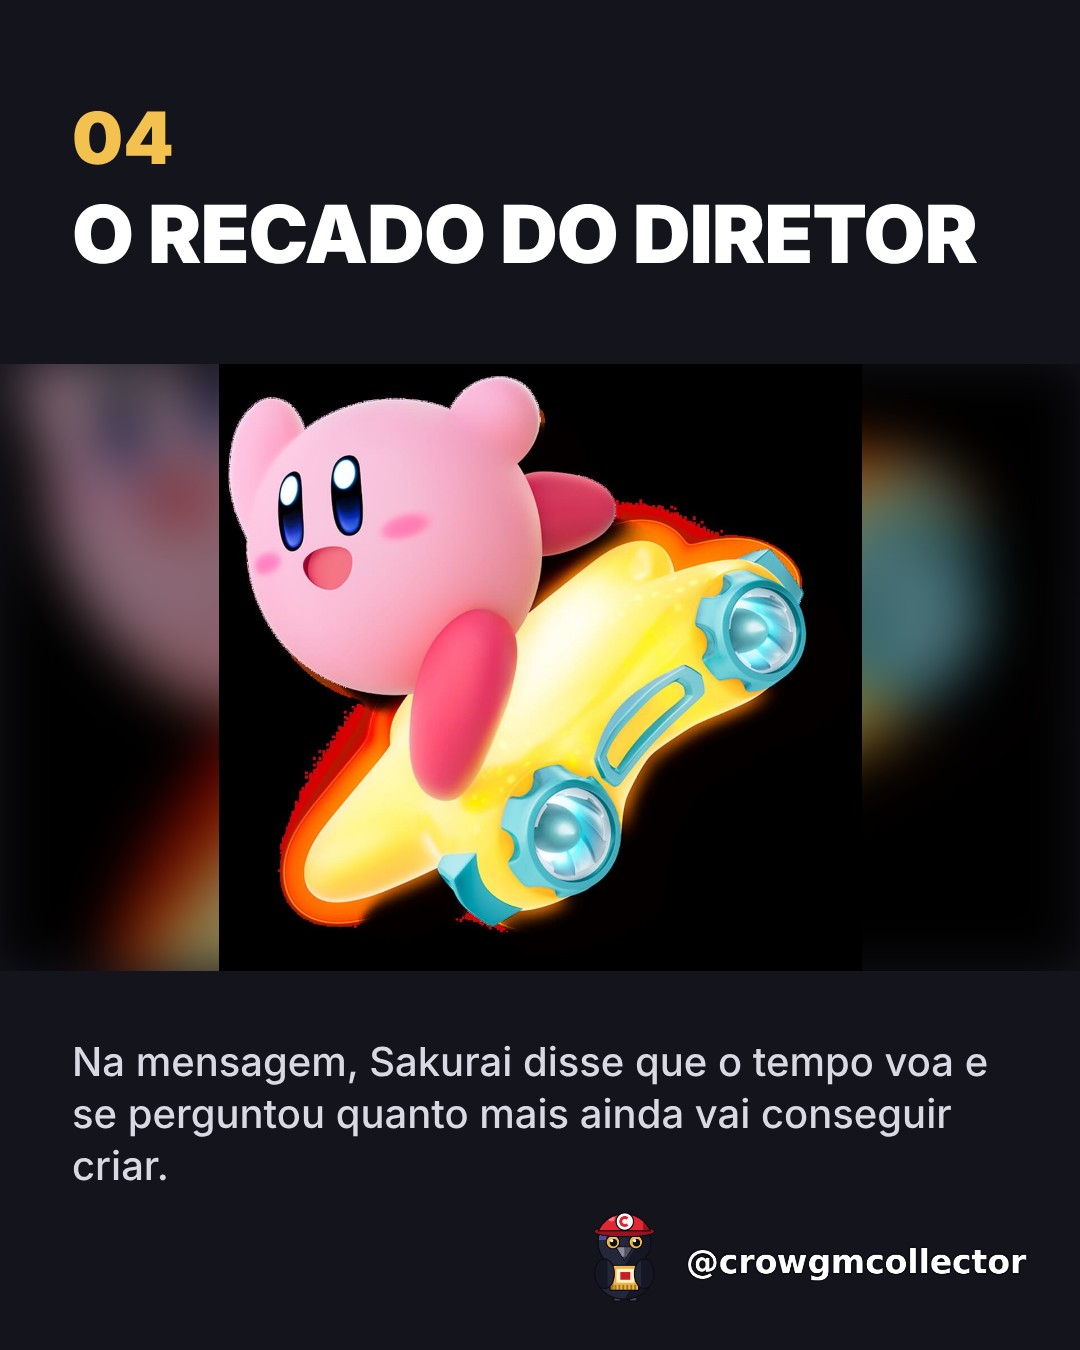 04
O RECADO DO DIRETOR
Na mensagem, Sakurai disse que o tempo voa e
se perguntou quanto mais ainda vai conseguir
criar.
C
@crowgmcollector